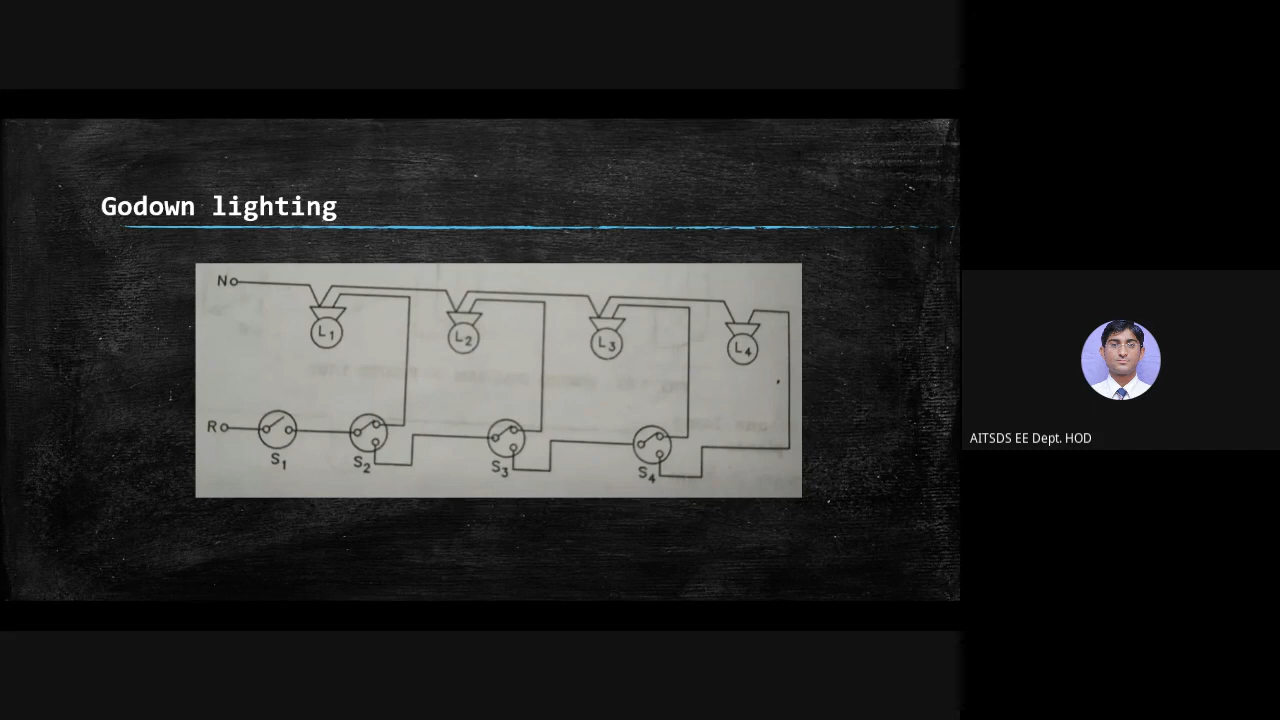 Godown lighting
N
L1
L2
L3
L4
R
S1
S2
S3
S4
AITSDS EE Dept. HOD